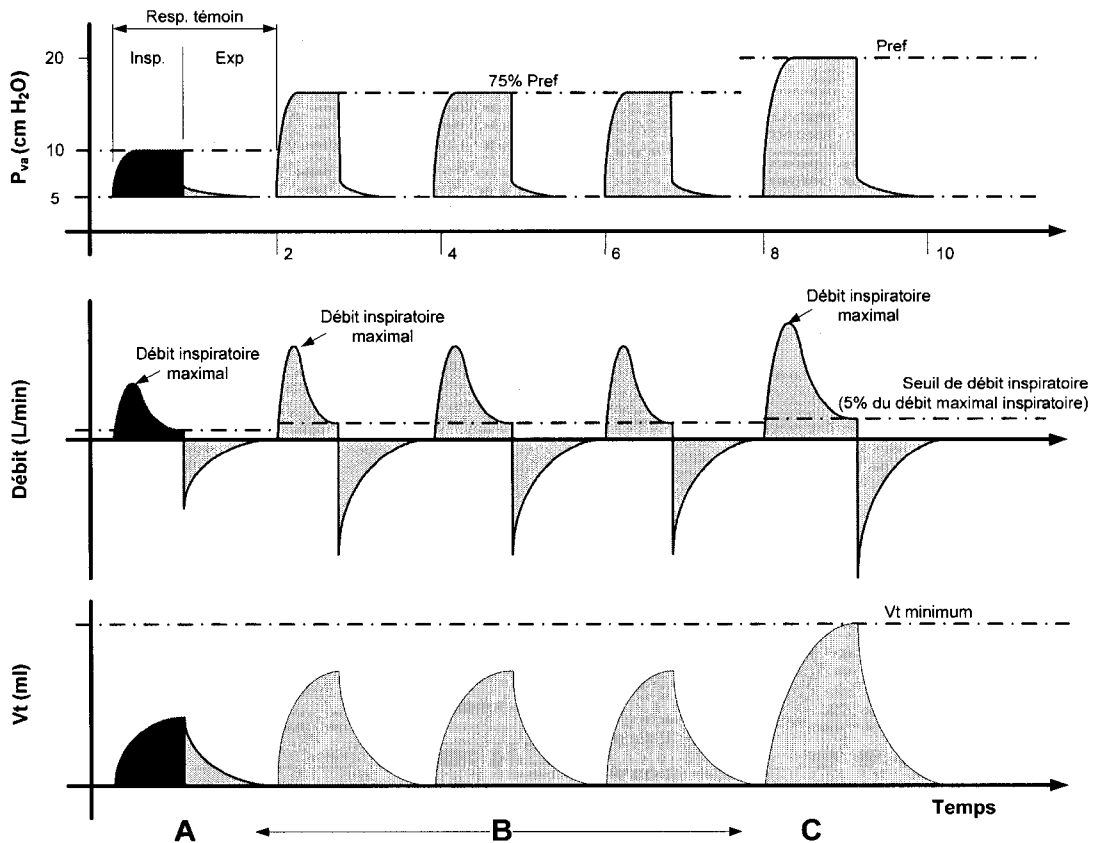 Resp. témoin
Insp.
Exp
20
10
5
P_va (cm H₂O)
75% Pref
Pref
2
4
6
8
10
Débit inspiratoire
maximal
Débit inspiratoire
maximal
Débit inspiratoire
maximal
Seuil de débit inspiratoire
(5% du débit maximal inspiratoire)
Débit (L/min)
Vt minimum
Vt (ml)
Temps
A
B
C